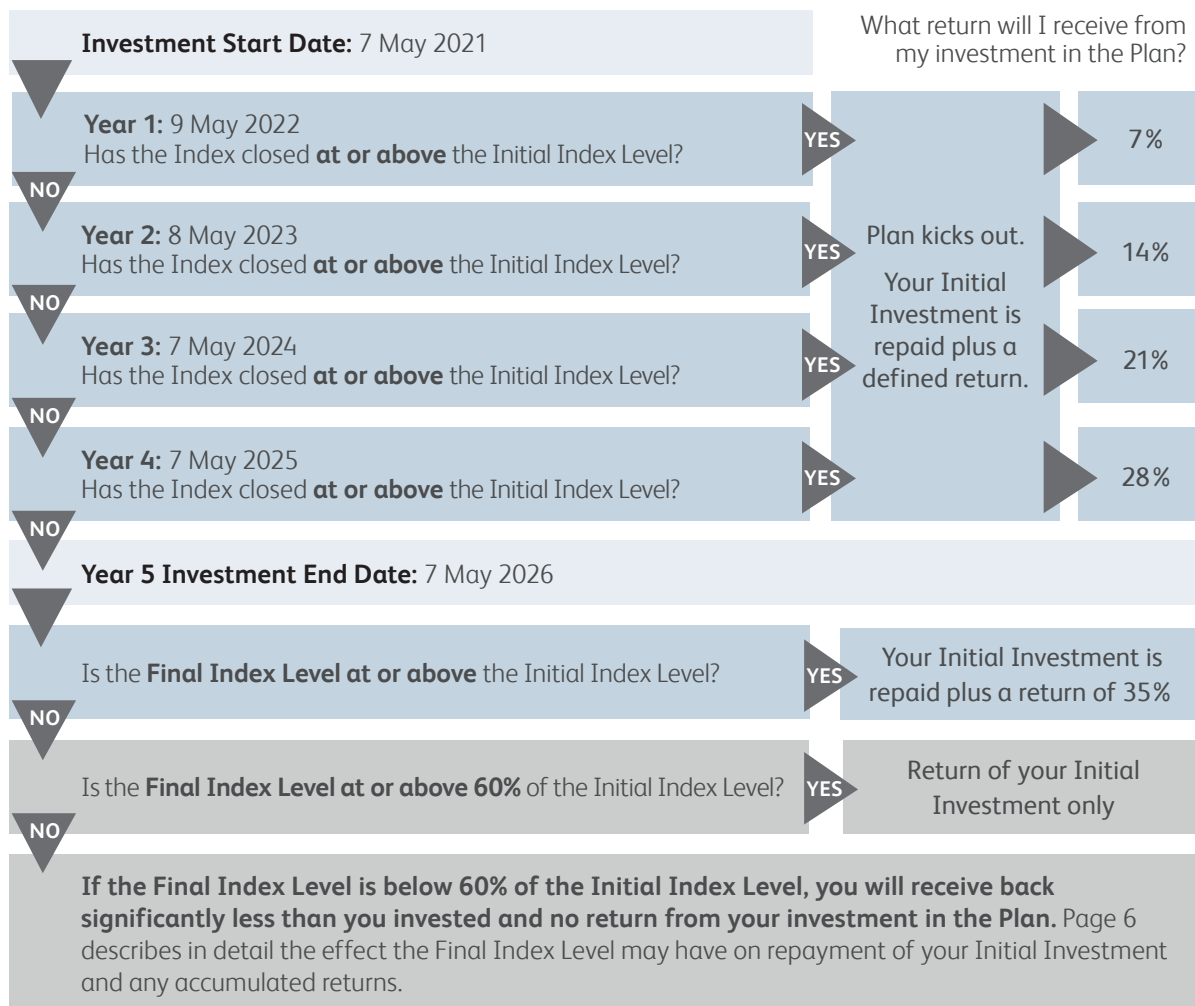 Investment Start Date: 7 May 2021
What return will I receive from
my investment in the Plan?
Year 1: 9 May 2022
Has the Index closed at or above the Initial Index Level?
YES
7%
NO
Year 2: 8 May 2023
Has the Index closed at or above the Initial Index Level?
YES
Plan kicks out.
Your Initial
Investment is
repaid plus a
defined return.
14%
NO
Year 3: 7 May 2024
Has the Index closed at or above the Initial Index Level?
YES
21%
NO
Year 4: 7 May 2025
Has the Index closed at or above the Initial Index Level?
YES
28%
NO
Year 5 Investment End Date: 7 May 2026
Is the Final Index Level at or above the Initial Index Level?
YES
Your Initial Investment is
repaid plus a return of 35%
NO
Is the Final Index Level at or above 60% of the Initial Index Level?
YES
Return of your Initial
Investment only
NO
If the Final Index Level is below 60% of the Initial Index Level, you will receive back
significantly less than you invested and no return from your investment in the Plan. Page 6
describes in detail the effect the Final Index Level may have on repayment of your Initial Investment
and any accumulated returns.